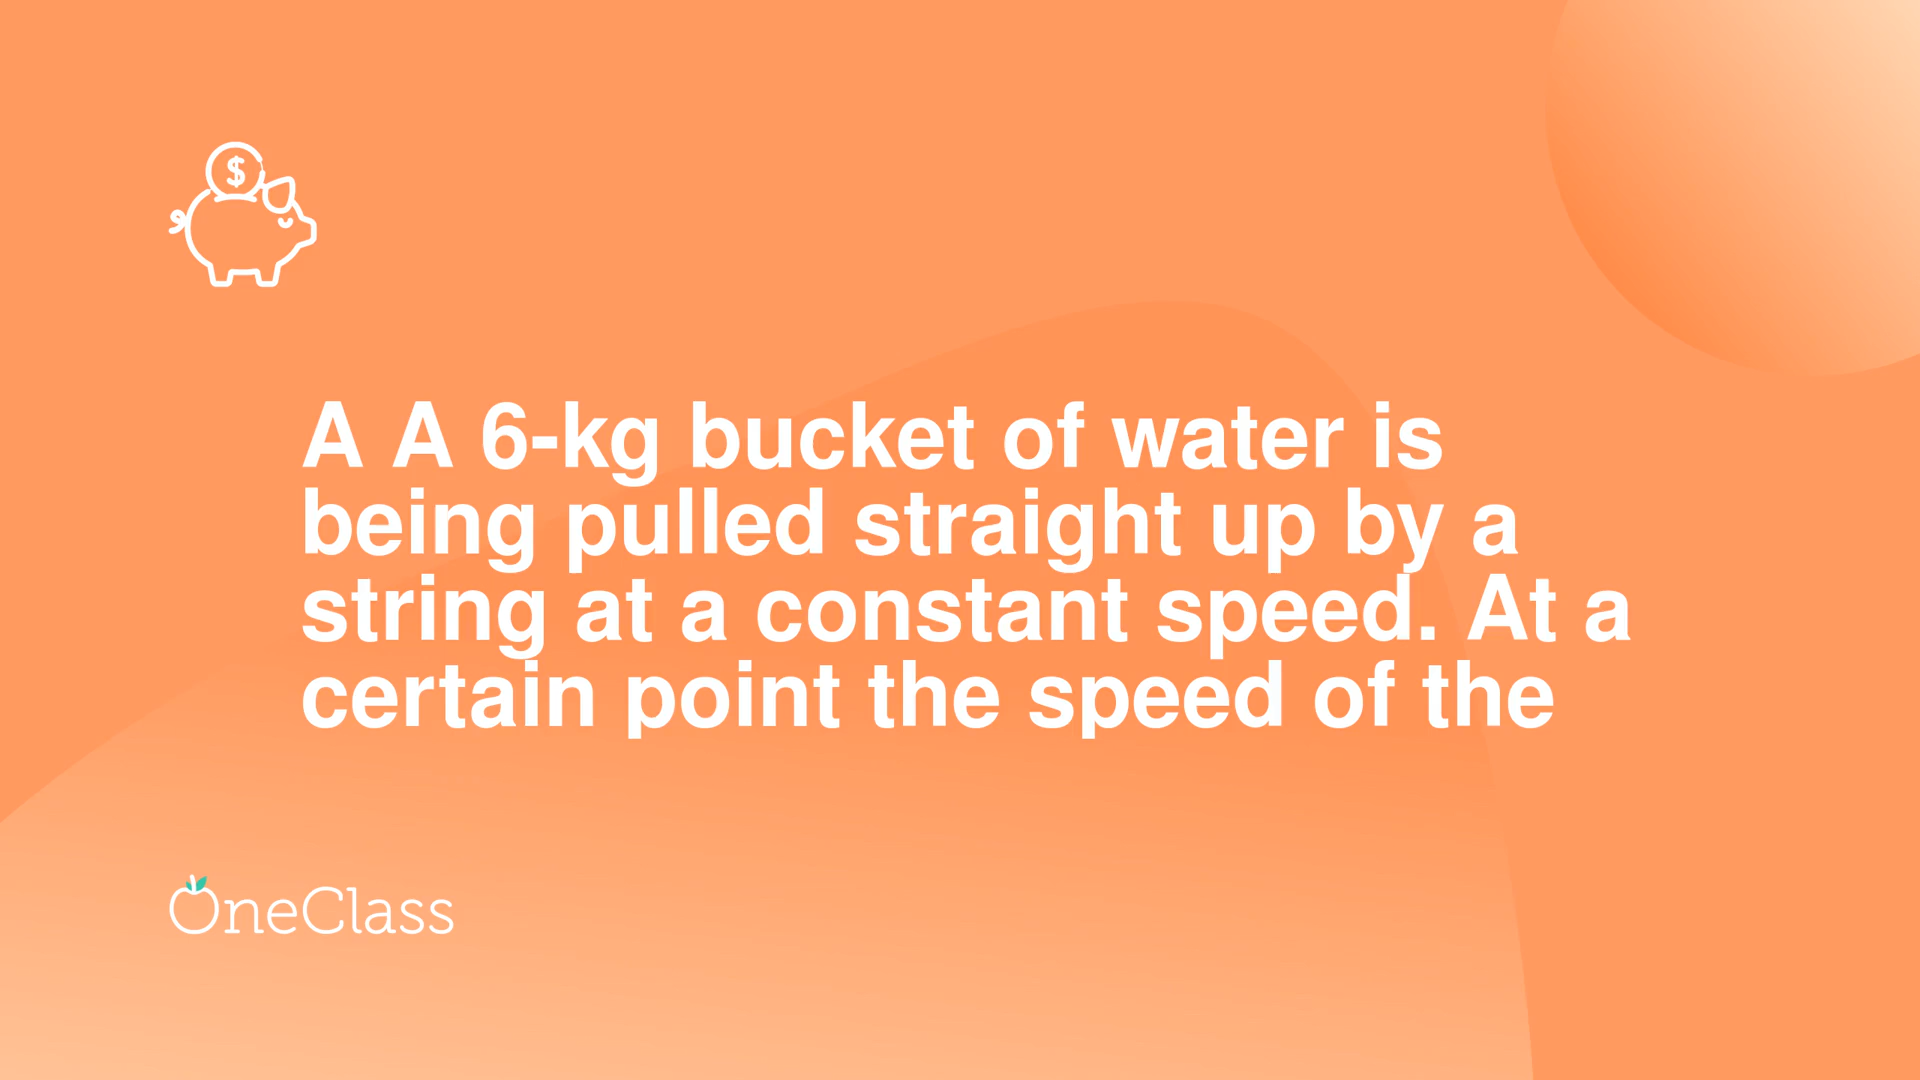 $
A A 6-kg bucket of water is
being pulled straight up by a
string at a constant speed. At a
certain point the speed of the
OneClass